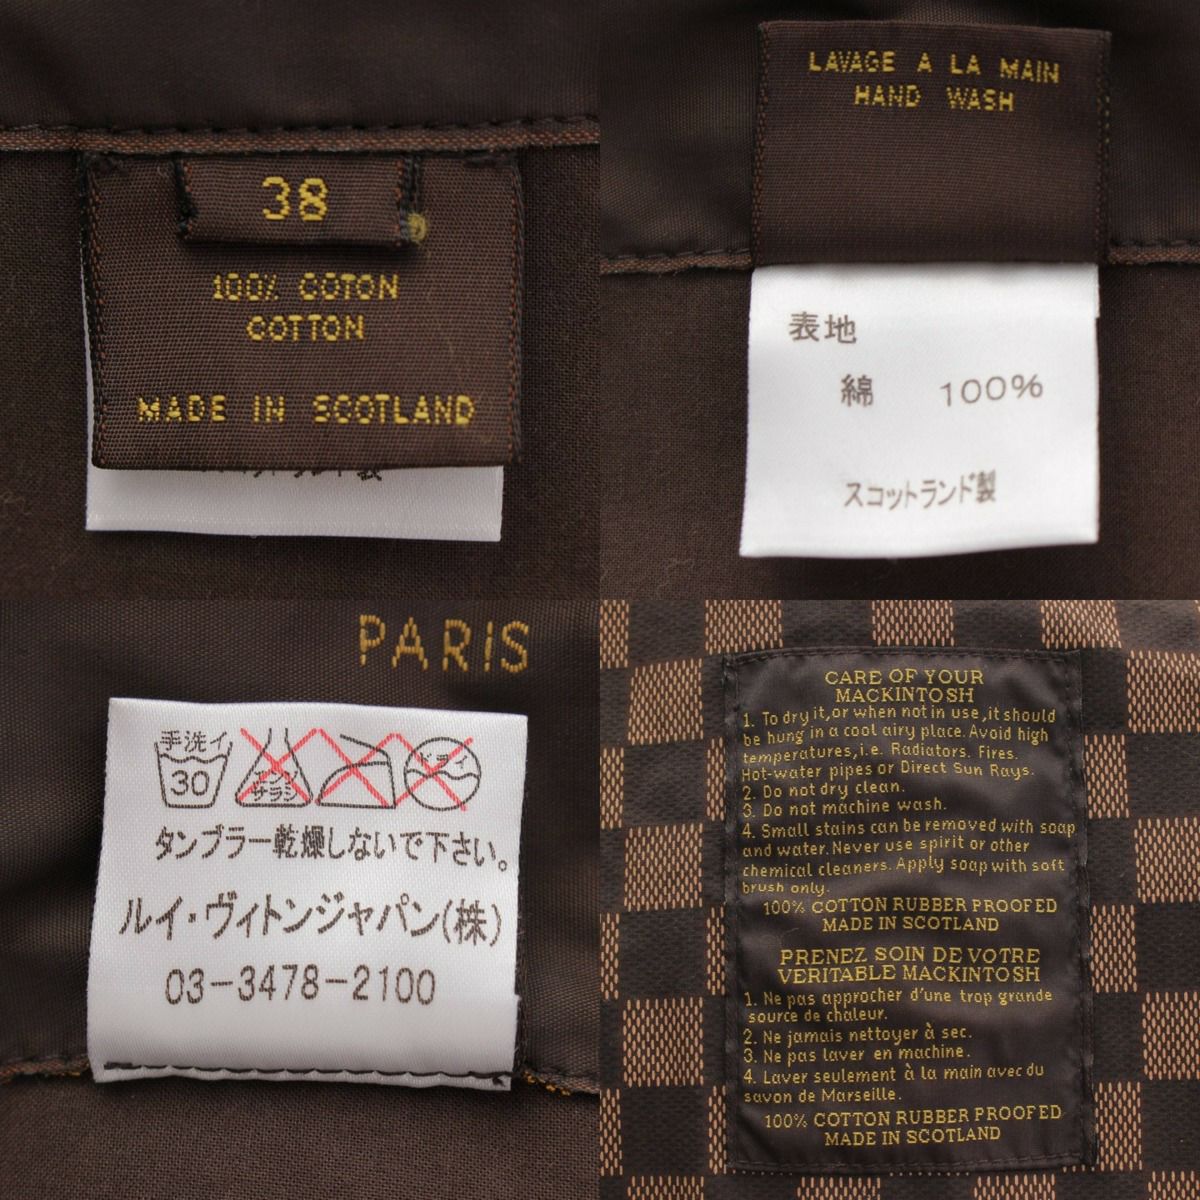 38
100% COTON
COTTON
MADE IN SCOTLAND
LAVAGE A LA MAIN
HAND WASH
表地
綿 100%
スコットランド製
PARIS
手洗イ
30
エンソ
サラシ
ドライ
タンブラー乾燥しないで下さい。
ルイ・ヴィトンジャパン(株)
03-3478-2100
CARE OF YOUR
MACKINTOSH
1. To dry it, or when not in use, it should
be hung in a cool airy place. Avoid high
temperatures, i.e. Radiators. Fires.
Hot-water pipes or Direct Sun Rays.
2. Do not dry clean.
3. Do not machine wash.
4. Small stains can be removed with soap
and water. Never use spirit or other
chemical cleaners. Apply soap with soft
brush only.
100% COTTON RUBBER PROOFED
MADE IN SCOTLAND
PRENEZ SOIN DE VOTRE
VERITABLE MACKINTOSH
1. Ne pas approcher d'une trop grande
source de chaleur.
2. Ne jamais nettoyer à sec.
3. Ne pas laver en machine.
4. Laver seulement à la main avec du
savon de Marseille.
100% COTTON RUBBER PROOFED
MADE IN SCOTLAND